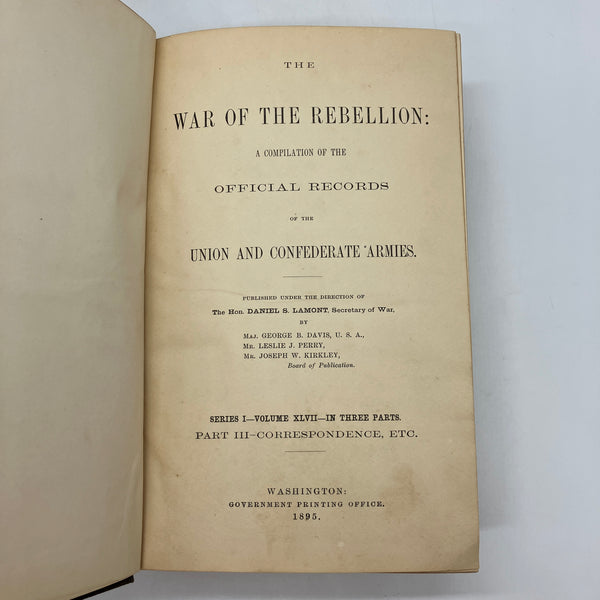 THE
WAR OF THE REBELLION:
A COMPILATION OF THE
OFFICIAL RECORDS
OF THE
UNION AND CONFEDERATE ARMIES.
PUBLISHED UNDER THE DIRECTION OF
The Hon. DANIEL S. LAMONT, Secretary of War,
BY
MAJ. GEORGE B. DAVIS, U. S. A.,
MR. LESLIE J. PERRY,
MR. JOSEPH W. KIRKLEY,
Board of Publication.
SERIES I—VOLUME XLVII—IN THREE PARTS.
PART III—CORRESPONDENCE, ETC.
WASHINGTON:
GOVERNMENT PRINTING OFFICE.
1895.